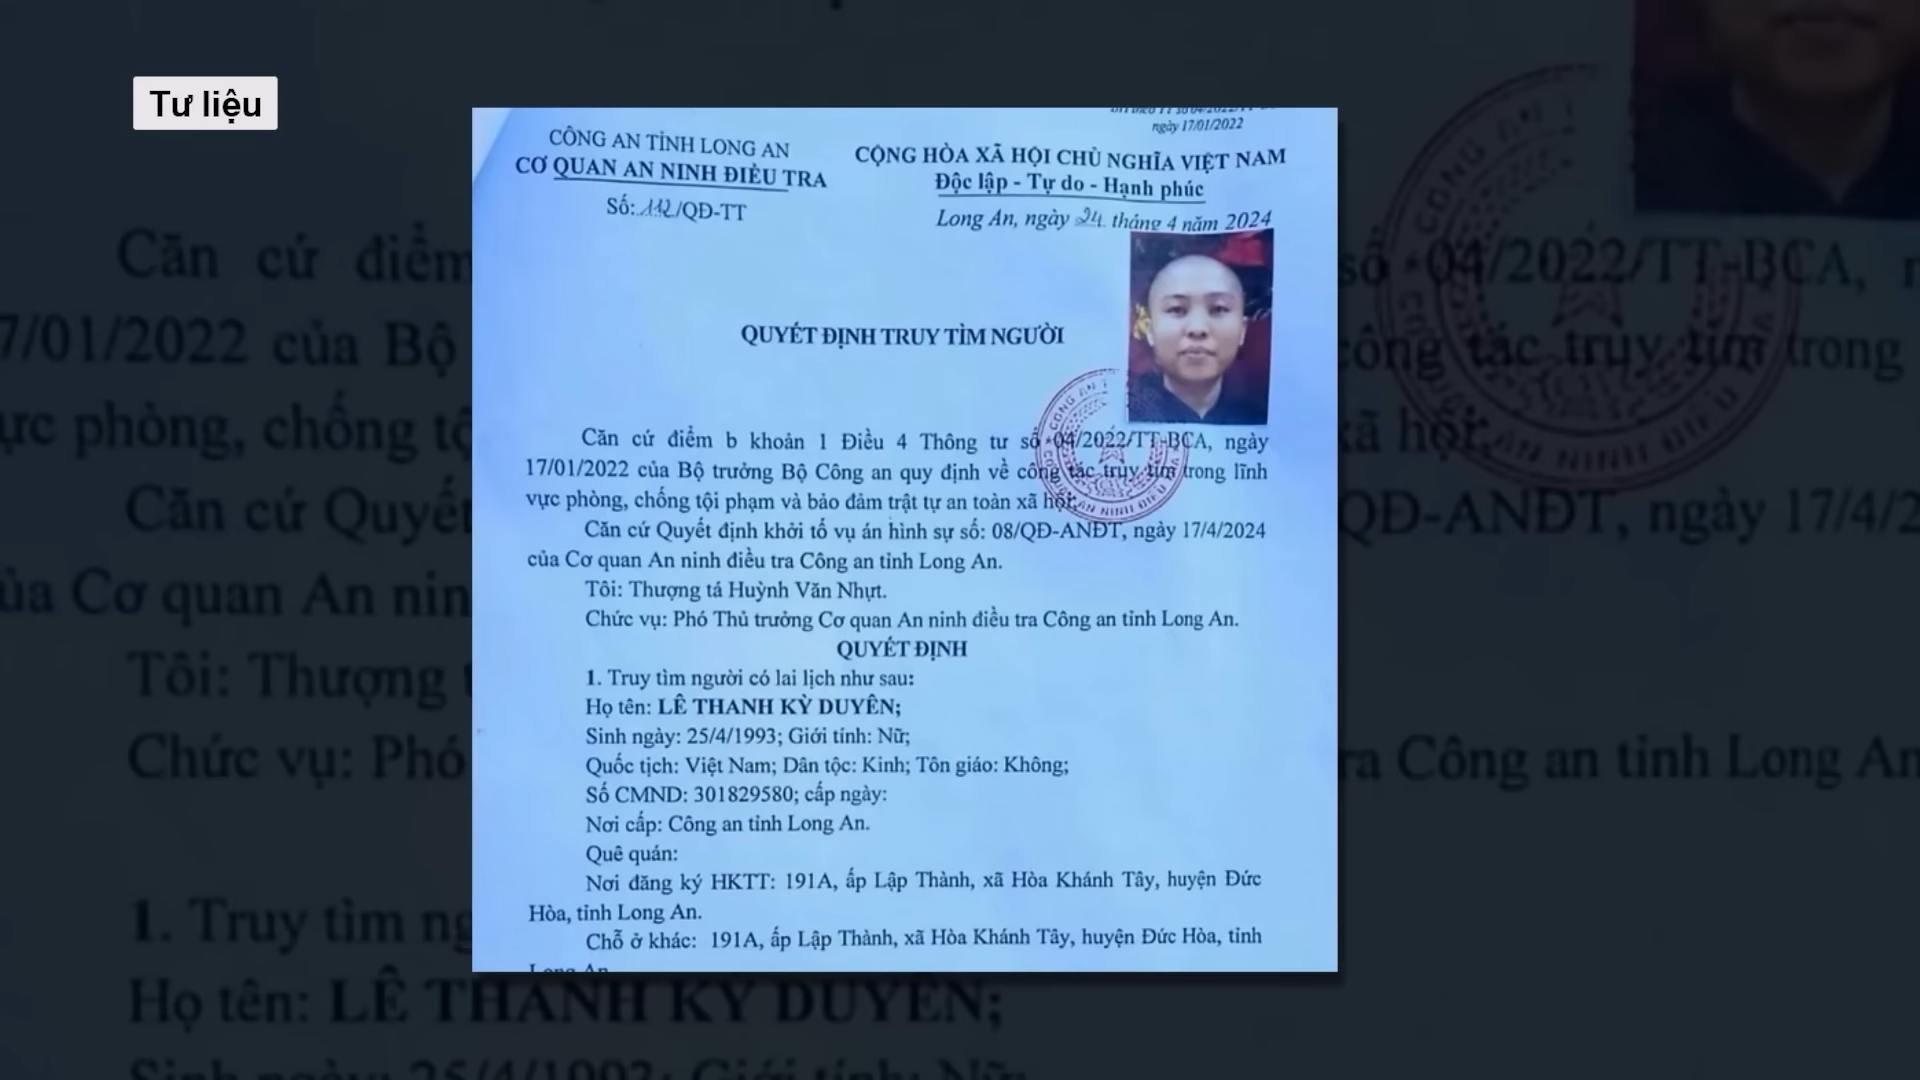 Tư liệu
ngày 17/01/2022
CÔNG AN TỈNH LONG AN
CƠ QUAN AN NINH ĐIỀU TRA
Số: 112/QĐ-TT
CỘNG HÒA XÃ HỘI CHỦ NGHĨA VIỆT NAM
Độc lập - Tự do - Hạnh phúc
Long An, ngày 24 tháng 4 năm 2024
QUYẾT ĐỊNH TRUY TÌM NGƯỜI
Căn cứ điểm b khoản 1 Điều 4 Thông tư số 04/2022/TT-BCA, ngày
17/01/2022 của Bộ trưởng Bộ Công an quy định về công tác truy tìm trong lĩnh
vực phòng, chống tội phạm và bảo đảm trật tự an toàn xã hội;
Căn cứ Quyết định khởi tố vụ án hình sự số: 08/QĐ-ANĐT, ngày 17/4/2024
của Cơ quan An ninh điều tra Công an tỉnh Long An.
Tôi: Thượng tá Huỳnh Văn Nhựt.
Chức vụ: Phó Thủ trưởng Cơ quan An ninh điều tra Công an tỉnh Long An.
QUYẾT ĐỊNH
1. Truy tìm người có lai lịch như sau:
Họ tên: LÊ THANH KỲ DUYÊN;
Sinh ngày: 25/4/1993; Giới tính: Nữ;
Quốc tịch: Việt Nam; Dân tộc: Kinh; Tôn giáo: Không;
Số CMND: 301829580; cấp ngày:
Nơi cấp: Công an tỉnh Long An.
Quê quán:
Nơi đăng ký HKTT: 191A, ấp Lập Thành, xã Hòa Khánh Tây, huyện Đức
Hòa, tỉnh Long An.
Chỗ ở khác: 191A, ấp Lập Thành, xã Hòa Khánh Tây, huyện Đức Hòa, tỉnh
Long An